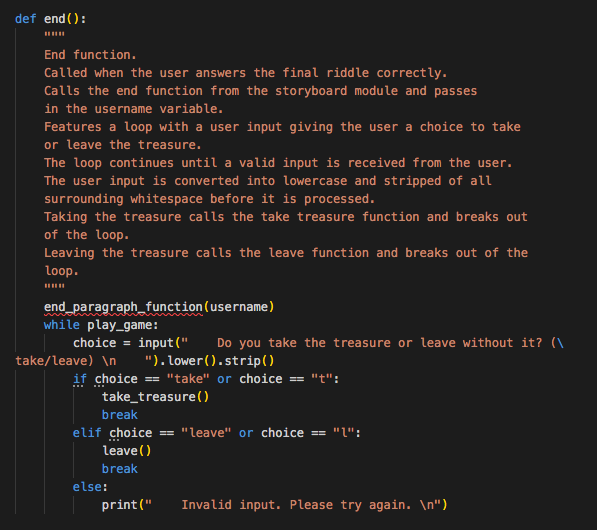 def end():
    """
    End function.
    Called when the user answers the final riddle correctly.
    Calls the end function from the storyboard module and passes
    in the username variable.
    Features a loop with a user input giving the user a choice to take
    or leave the treasure.
    The loop continues until a valid input is received from the user.
    The user input is converted into lowercase and stripped of all
    surrounding whitespace before it is processed.
    Taking the treasure calls the take treasure function and breaks out
    of the loop.
    Leaving the treasure calls the leave function and breaks out of the
    loop.
    """
    end_paragraph_function(username)
    while play_game:
        choice = input("    Do you take the treasure or leave without it? (\
take/leave) \n    ").lower().strip()
        if choice == "take" or choice == "t":
            take_treasure()
            break
        elif choice == "leave" or choice == "l":
            leave()
            break
        else:
            print("    Invalid input. Please try again. \n")